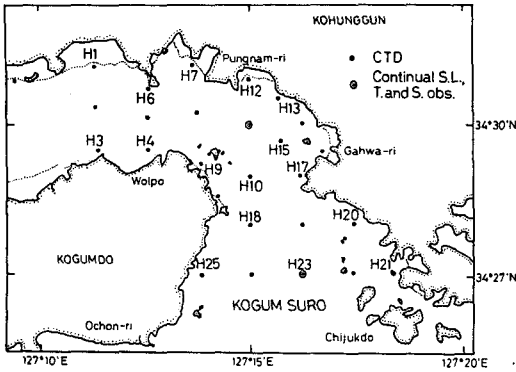 KOHUNGGUN
H1
H7
Pungnam-ri
• CTD
◎ Continual S.L.,
T. and S. obs.
H6
H12
H13
34°30'
H3
H4
H15
Gahwa-ri
H9
Wolpo
H10
H17
H18
H20
KOGUMDO
H25
H23
H21
34°27'
KOGUM SURO
Ochon-ri
Chijukdo
127°10'E
127°15'E
127°20'E